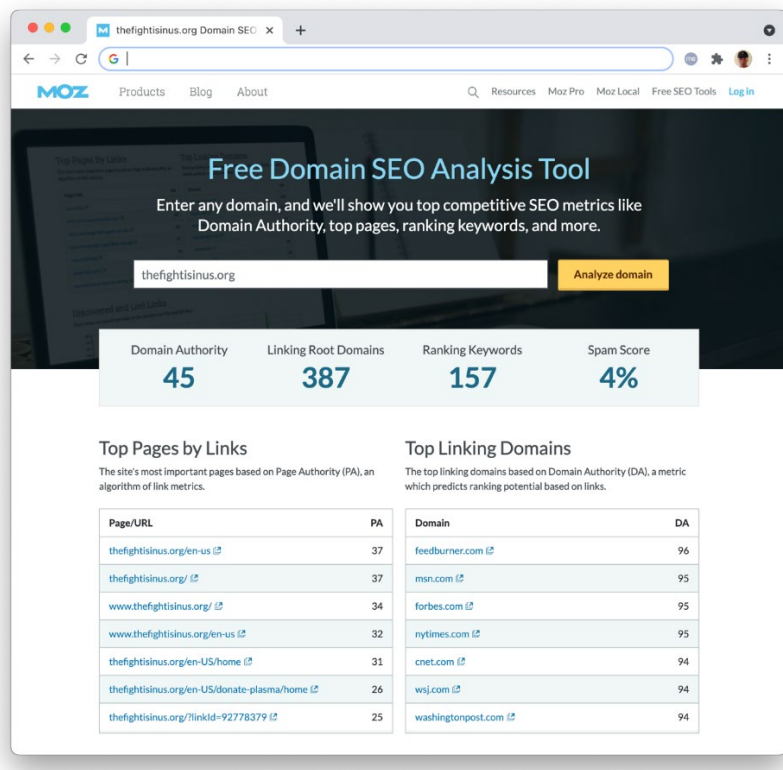 thefightisinus.org Domain SEO
G
MOZ Products Blog About Resources Moz Pro Moz Local Free SEO Tools Log in
Free Domain SEO Analysis Tool
Enter any domain, and we'll show you top competitive SEO metrics like
Domain Authority, top pages, ranking keywords, and more.
thefightisinus.org Analyze domain
Domain Authority Linking Root Domains Ranking Keywords Spam Score
45 387 157 4%
Top Pages by Links
The site's most important pages based on Page Authority (PA), an
algorithm of link metrics.
Page/URL PA
thefightisinus.org/en-us 37
thefightisinus.org/ 37
www.thefightisinus.org/ 34
www.thefightisinus.org/en-us 32
thefightisinus.org/en-US/home 31
thefightisinus.org/en-US/donate-plasma/home 26
thefightisinus.org/?linkId=92778379 25
Top Linking Domains
The top linking domains based on Domain Authority (DA), a metric
which predicts ranking potential based on links.
Domain DA
feedburner.com 96
msn.com 95
forbes.com 95
nytimes.com 95
cnet.com 94
wsj.com 94
washingtonpost.com 94